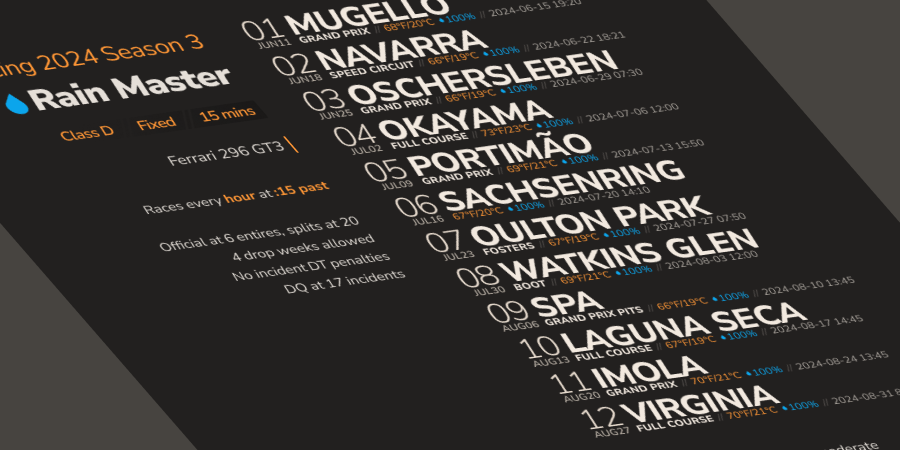 ing 2024 Season 3
Rain Master
Class D Fixed 15 mins
Ferrari 296 GT3
Races every hour at :15 past
Official at 6 entires, splits at 20
4 drop weeks allowed
No incident DT penalties
DQ at 17 incidents
01 MUGELLO
JUN11 GRAND PRIX // 68°F/20°C 100% // 2024-06-15 19:20
02 NAVARRA
JUN18 SPEED CIRCUIT // 66°F/19°C 100% // 2024-06-22 18:21
03 OSCHERSLEBEN
JUN25 GRAND PRIX // 66°F/19°C 100% // 2024-06-29 07:30
04 OKAYAMA
JUL02 FULL COURSE // 73°F/23°C 100% // 2024-07-06 12:00
05 PORTIMÃO
JUL09 GRAND PRIX // 69°F/21°C 100% // 2024-07-13 15:50
06 SACHSENRING
JUL16 67°F/20°C 100% // 2024-07-20 14:10
07 OULTON PARK
JUL23 FOSTERS // 67°F/19°C 100% // 2024-07-27 07:50
08 WATKINS GLEN
JUL30 BOOT // 69°F/21°C 100% // 2024-08-03 12:00
09 SPA
AUG06 GRAND PRIX PITS // 66°F/19°C 100% // 2024-08-10 13:45
10 LAGUNA SECA
AUG13 FULL COURSE // 67°F/19°C 100% // 2024-08-17 14:45
11 IMOLA
AUG20 GRAND PRIX // 70°F/21°C 100% // 2024-08-24 13:45
12 VIRGINIA
AUG27 FULL COURSE // 70°F/21°C 100% // 2024-08-31
derate